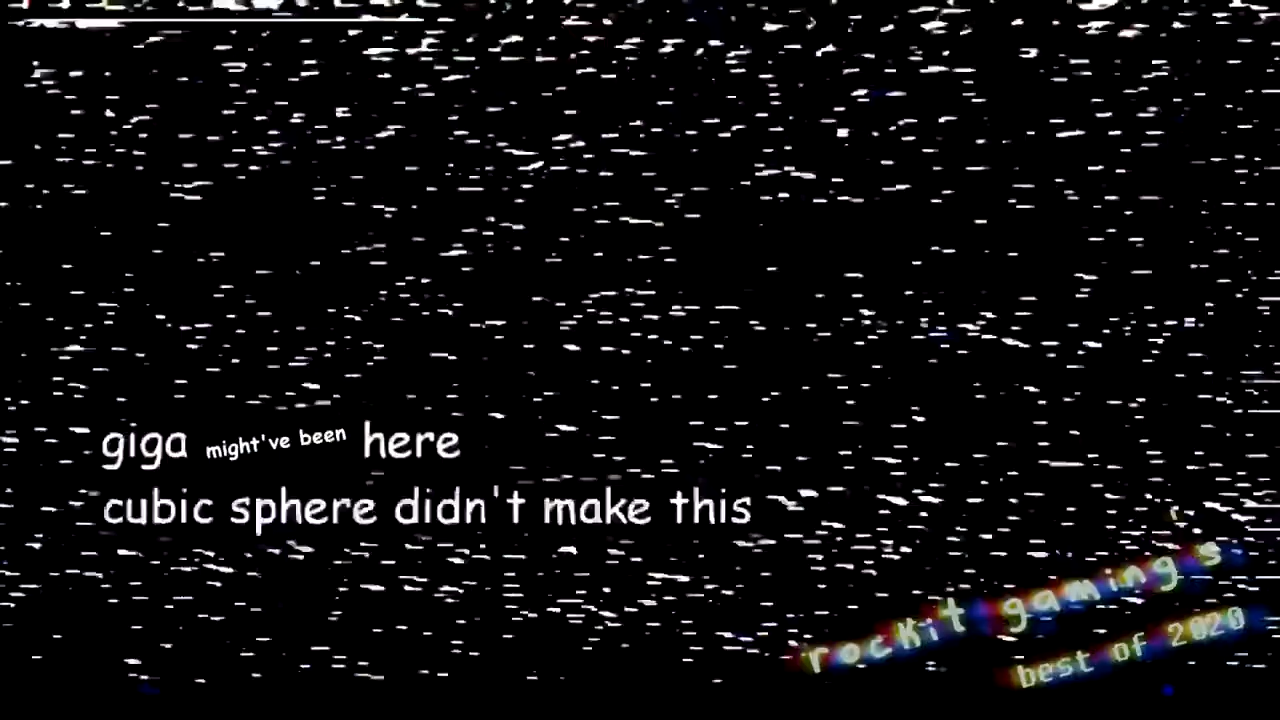 giga might've been here
cubic sphere didn't make this
rockit gaming's
best of 2020